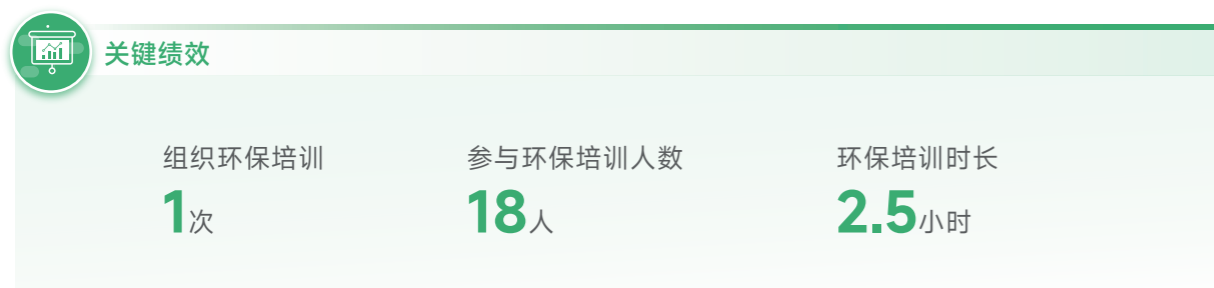 关键绩效
组织环保培训
参与环保培训人数
环保培训时长
1次
18人
2.5小时